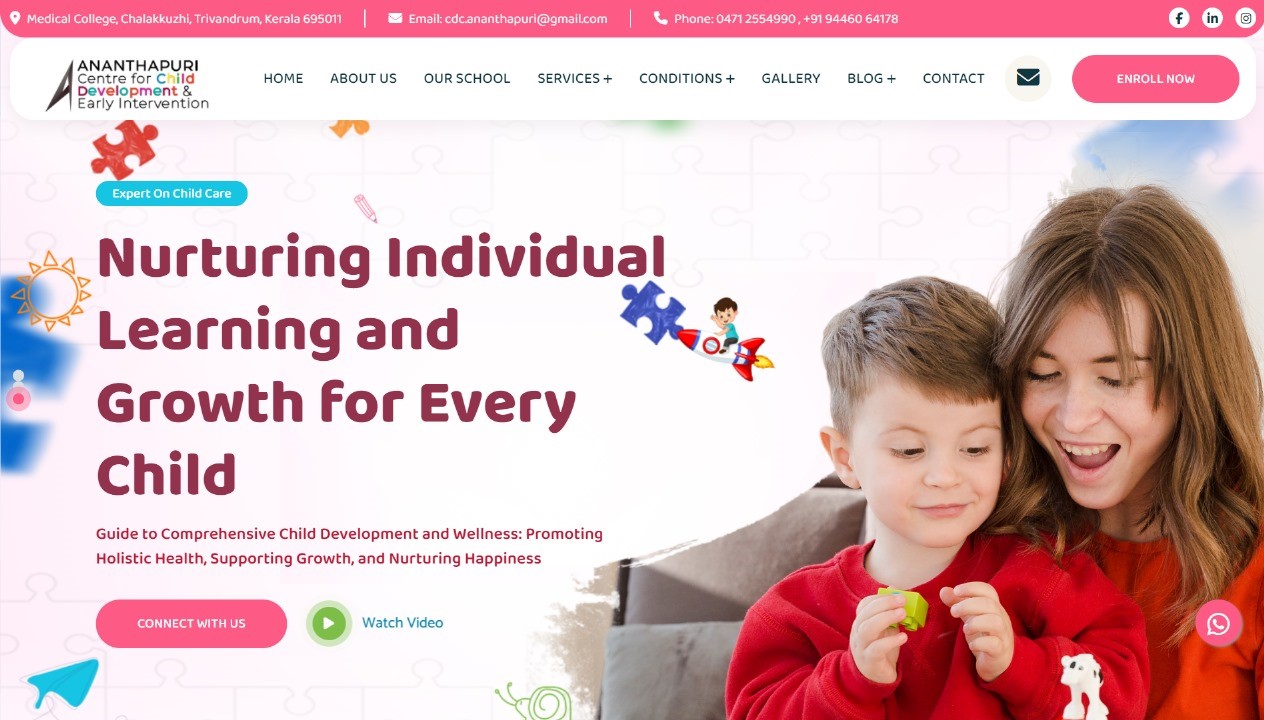 Medical College, Chalakkuzhi, Trivandrum, Kerala 695011
Email: cdc.ananthapuri@gmail.com
Phone: 0471 2554990 , +91 94460 64178
ANANTHAPURI
Centre for Child
Development &
Early Intervention
HOME
ABOUT US
OUR SCHOOL
SERVICES +
CONDITIONS +
GALLERY
BLOG +
CONTACT
ENROLL NOW
Expert On Child Care
Nurturing Individual
Learning and
Growth for Every
Child
Guide to Comprehensive Child Development and Wellness: Promoting
Holistic Health, Supporting Growth, and Nurturing Happiness
CONNECT WITH US
Watch Video